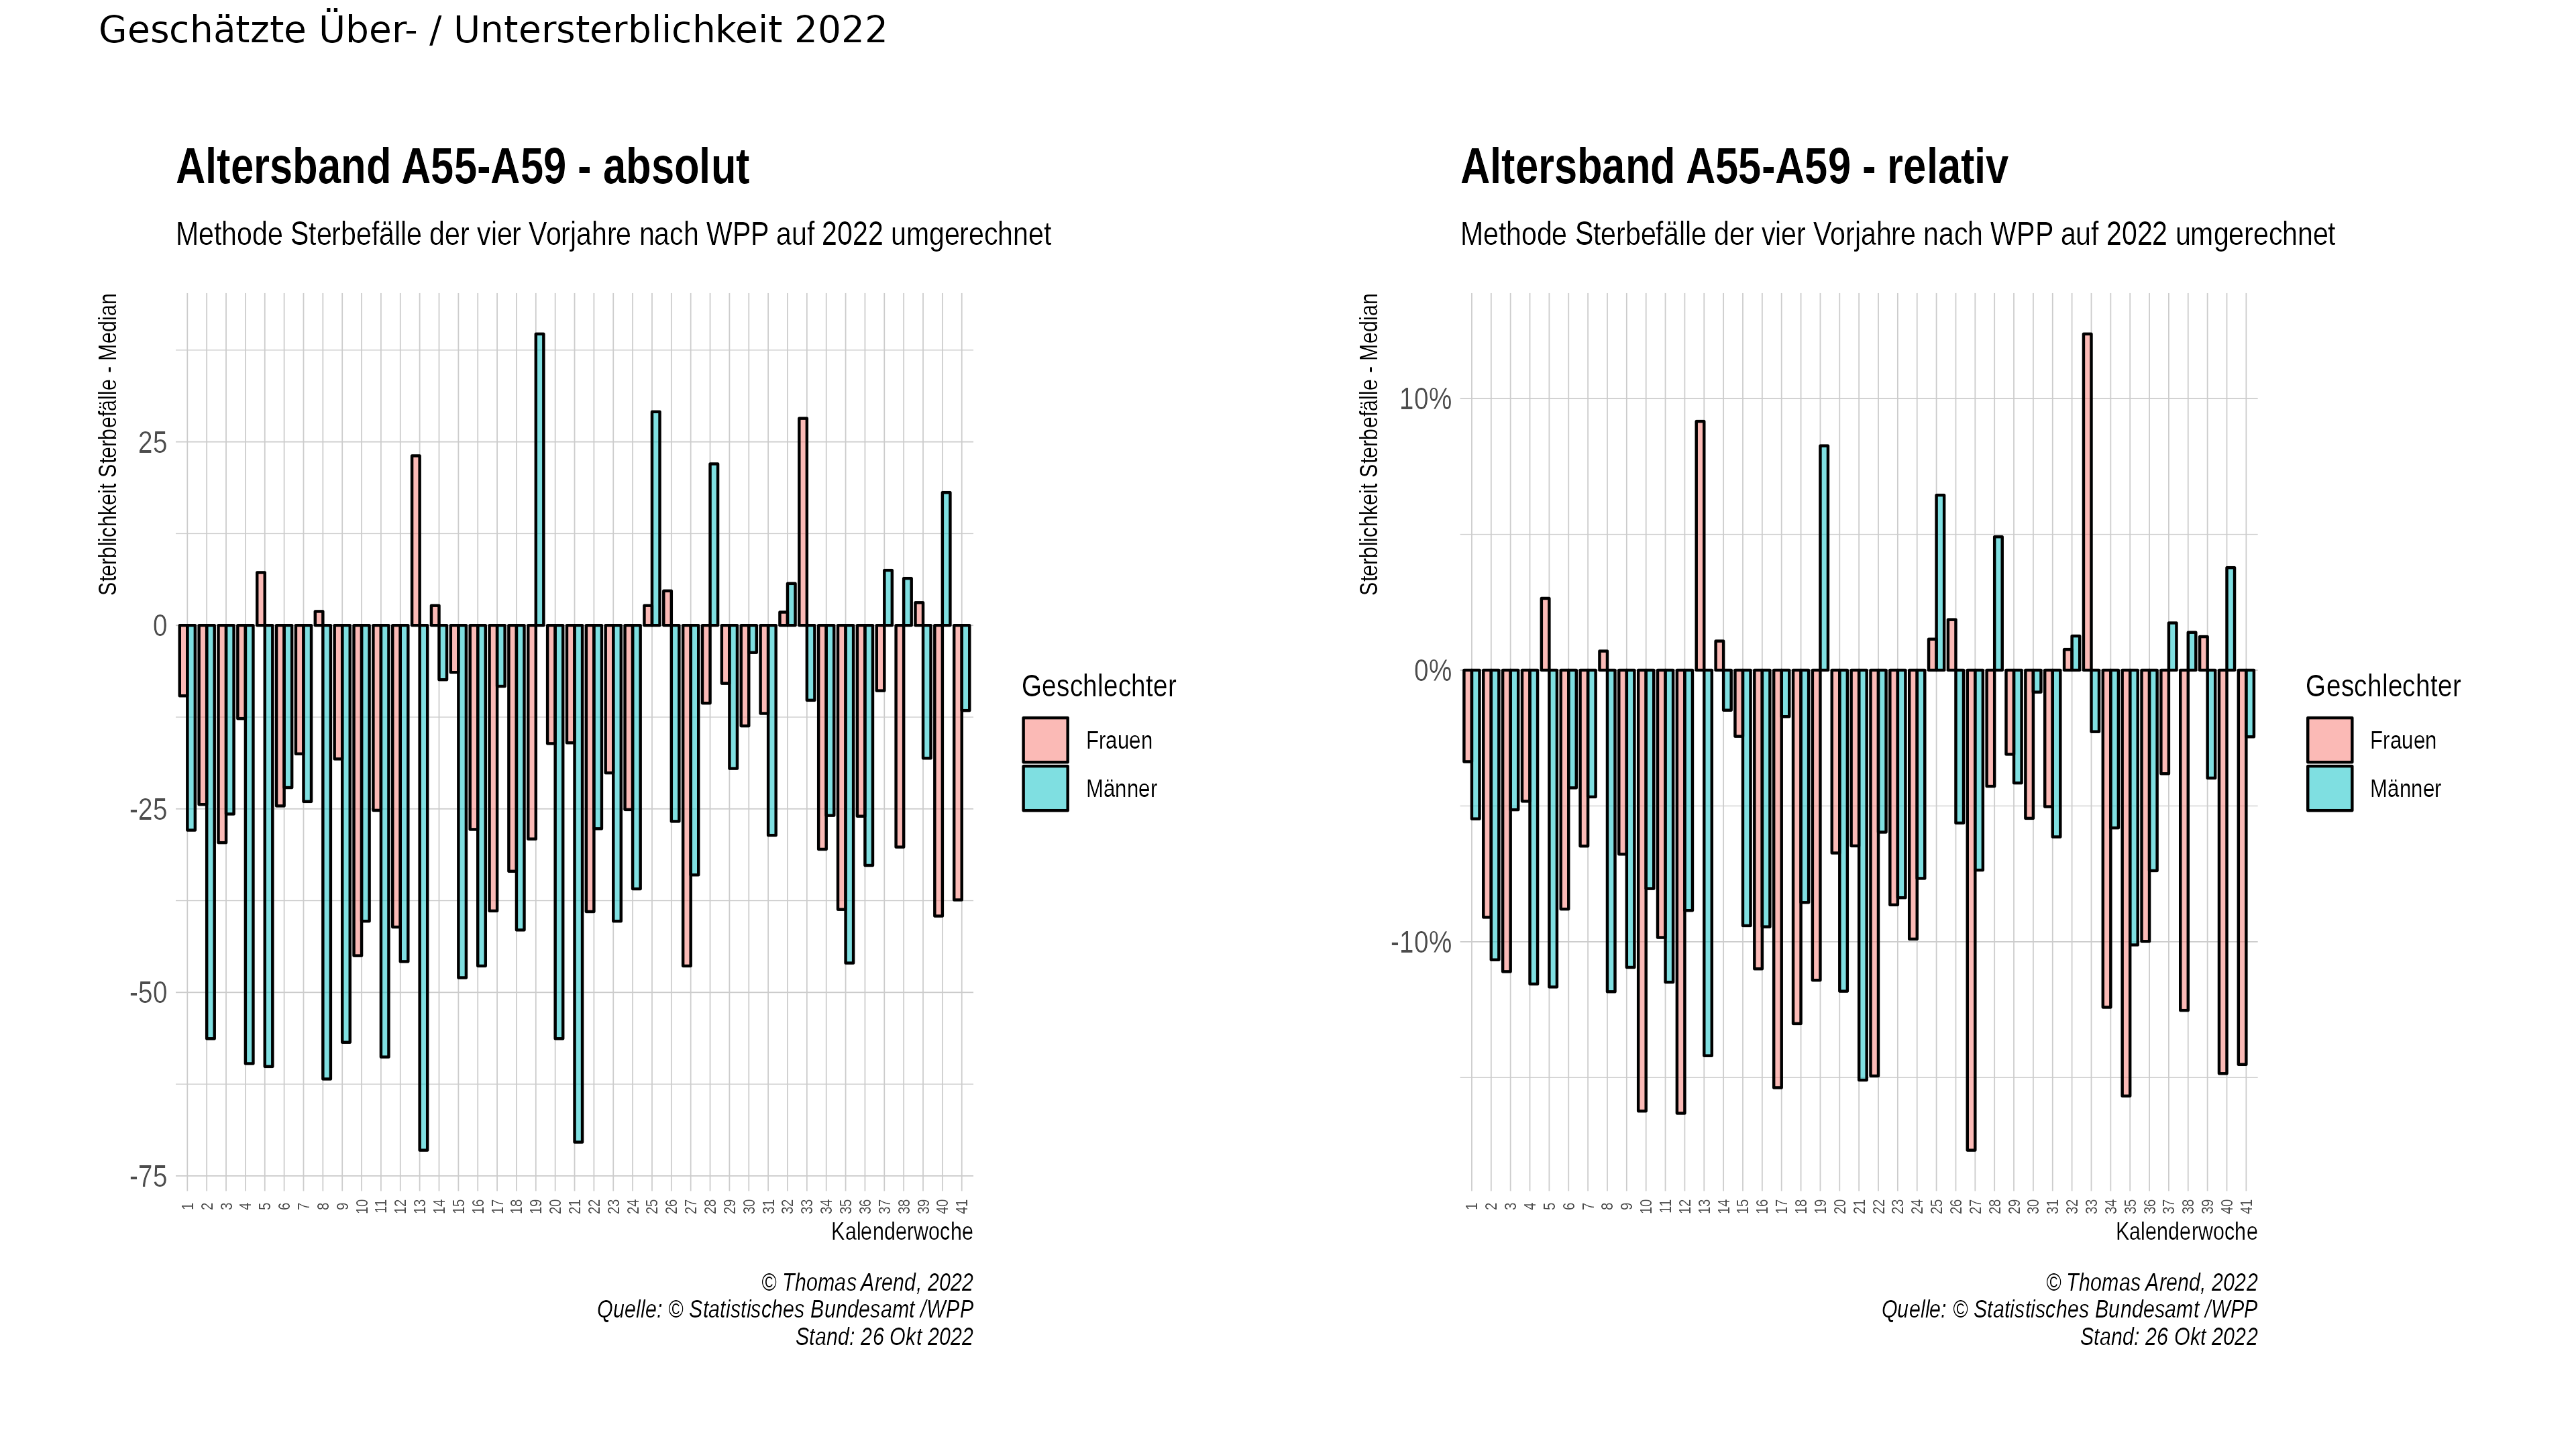 Geschätzte Über- / Untersterblichkeit 2022
Altersband A55-A59 - absolut
Methode Sterbefälle der vier Vorjahre nach WPP auf 2022 umgerechnet
Sterblichkeit Sterbefälle - Median
25
0
-25
-50
-75
1 2 3 4 5 6 7 8 9 10 11 12 13 14 15 16 17 18 19 20 21 22 23 24 25 26 27 28 29 30 31 32 33 34 35 36 37 38 39 40 41
Kalenderwoche
Geschlechter
Frauen
Männer
© Thomas Arend, 2022
Quelle: © Statistisches Bundesamt /WPP
Stand: 26 Okt 2022
Altersband A55-A59 - relativ
Methode Sterbefälle der vier Vorjahre nach WPP auf 2022 umgerechnet
Sterblichkeit Sterbefälle - Median
10%
0%
-10%
1 2 3 4 5 6 7 8 9 10 11 12 13 14 15 16 17 18 19 20 21 22 23 24 25 26 27 28 29 30 31 32 33 34 35 36 37 38 39 40 41
Kalenderwoche
Geschlechter
Frauen
Männer
© Thomas Arend, 2022
Quelle: © Statistisches Bundesamt /WPP
Stand: 26 Okt 2022